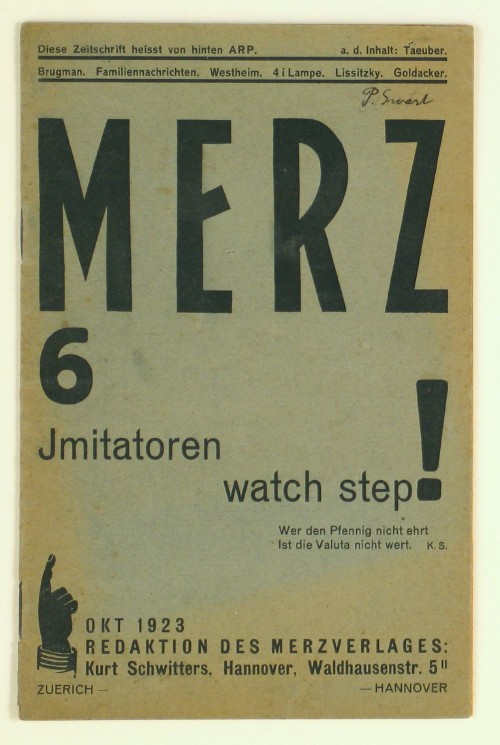 Diese Zeitschrift heisst von hinten ARP. a. d. Inhalt: Taeuber.
Brugman. Familiennachrichten. Westheim. 4 i Lampe. Lissitzky. Goldacker.
MERZ
6
Jmitatoren
watch step!
Wer den Pfennig nicht ehrt
Ist die Valuta nicht wert. K. S.
OKT 1923
REDAKTION DES MERZVERLAGES:
Kurt Schwitters, Hannover, Waldhausenstr. 5II
ZUERICH — — HANNOVER